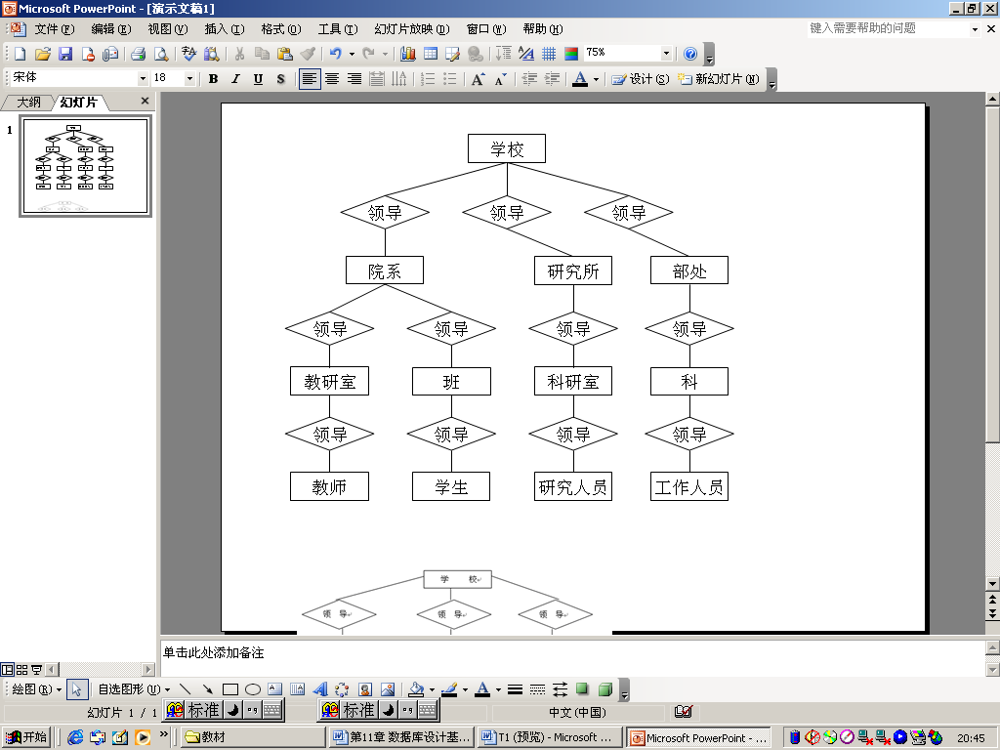 Microsoft PowerPoint - [演示文稿1]
文件(F) 编辑(E) 视图(V) 插入(I) 格式(O) 工具(T) 幻灯片放映(D) 窗口(W) 帮助(H) 键入需要帮助的问题
75%
宋体 18 B I U S A A A 设计(S) 新幻灯片(N)
大纲 幻灯片
1
学校
领导 领导 领导
院系 研究所 部处
领导 领导 领导 领导
教研室 班 科研室 科
领导 领导 领导 领导
教师 学生 研究人员 工作人员
学 校
领 导 领 导 领 导
单击此处添加备注
绘图(R) 自选图形(U)
幻灯片 1 / 1 标准 标准 中文(中国)
开始 教材 第11章 数据库设计基... T1 (预览) - Microsoft ... Microsoft PowerPoint - ... 20:45